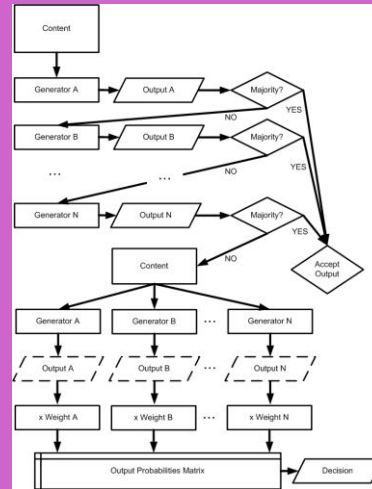 Content
Generator A Output A Majority?
NO YES
Generator B Output B Majority?
... ... NO YES
Generator N Output N Majority?
YES
Content NO Accept
Output
Generator A Generator B ... Generator N
Output A Output B ... Output N
x Weight A x Weight B ... x Weight N
Output Probabilities Matrix Decision